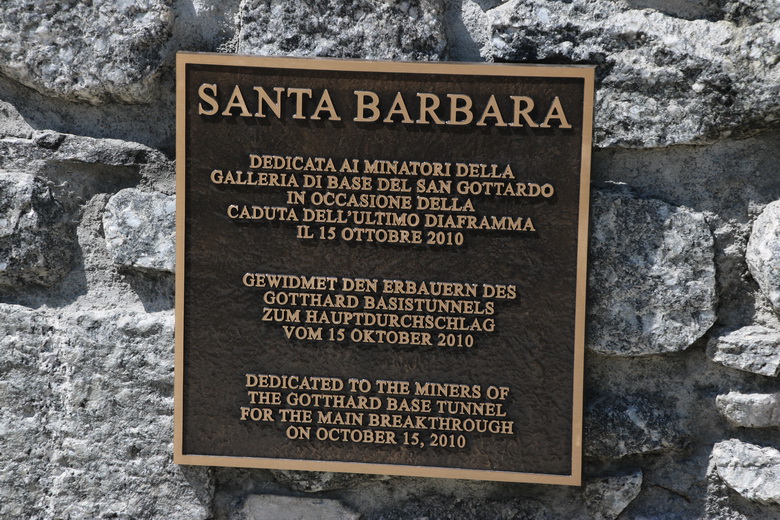 SANTA BARBARA
DEDICATA AI MINATORI DELLA
GALLERIA DI BASE DEL SAN GOTTARDO
IN OCCASIONE DELLA
CADUTA DELL'ULTIMO DIAFRAMMA
IL 15 OTTOBRE 2010
GEWIDMET DEN ERBAUERN DES
GOTTHARD BASISTUNNELS
ZUM HAUPTDURCHSCHLAG
VOM 15 OKTOBER 2010
DEDICATED TO THE MINERS OF
THE GOTTHARD BASE TUNNEL
FOR THE MAIN BREAKTHROUGH
ON OCTOBER 15, 2010